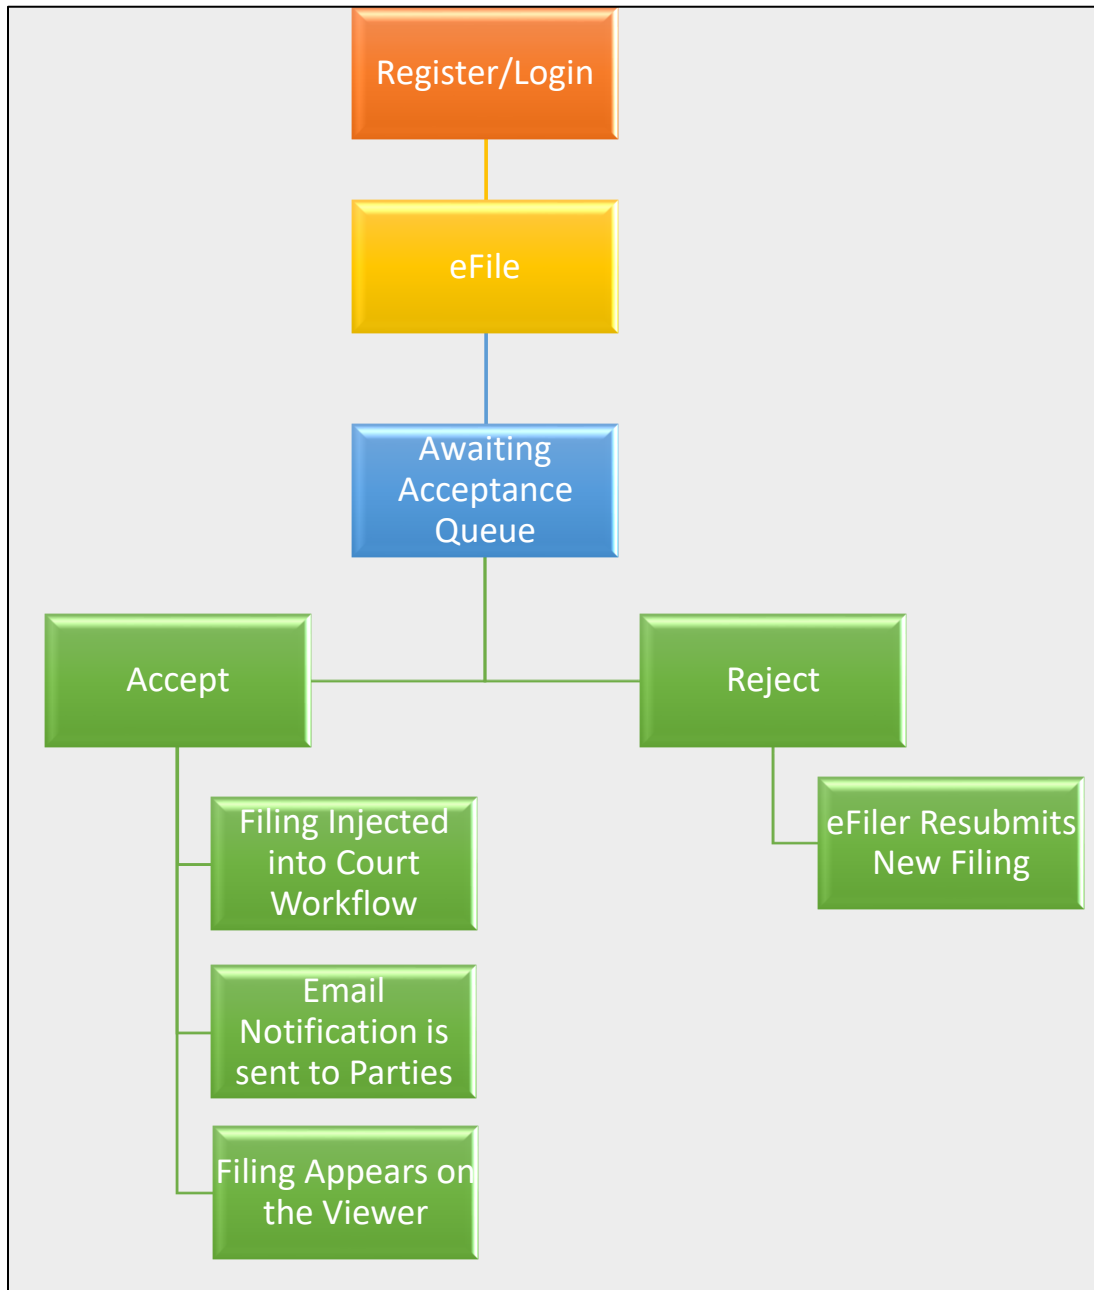 Register/Login
eFile
Awaiting
Acceptance
Queue
Accept
Reject
Filing Injected
into Court
Workflow
eFiler Resubmits
New Filing
Email
Notification is
sent to Parties
Filing Appears on
the Viewer